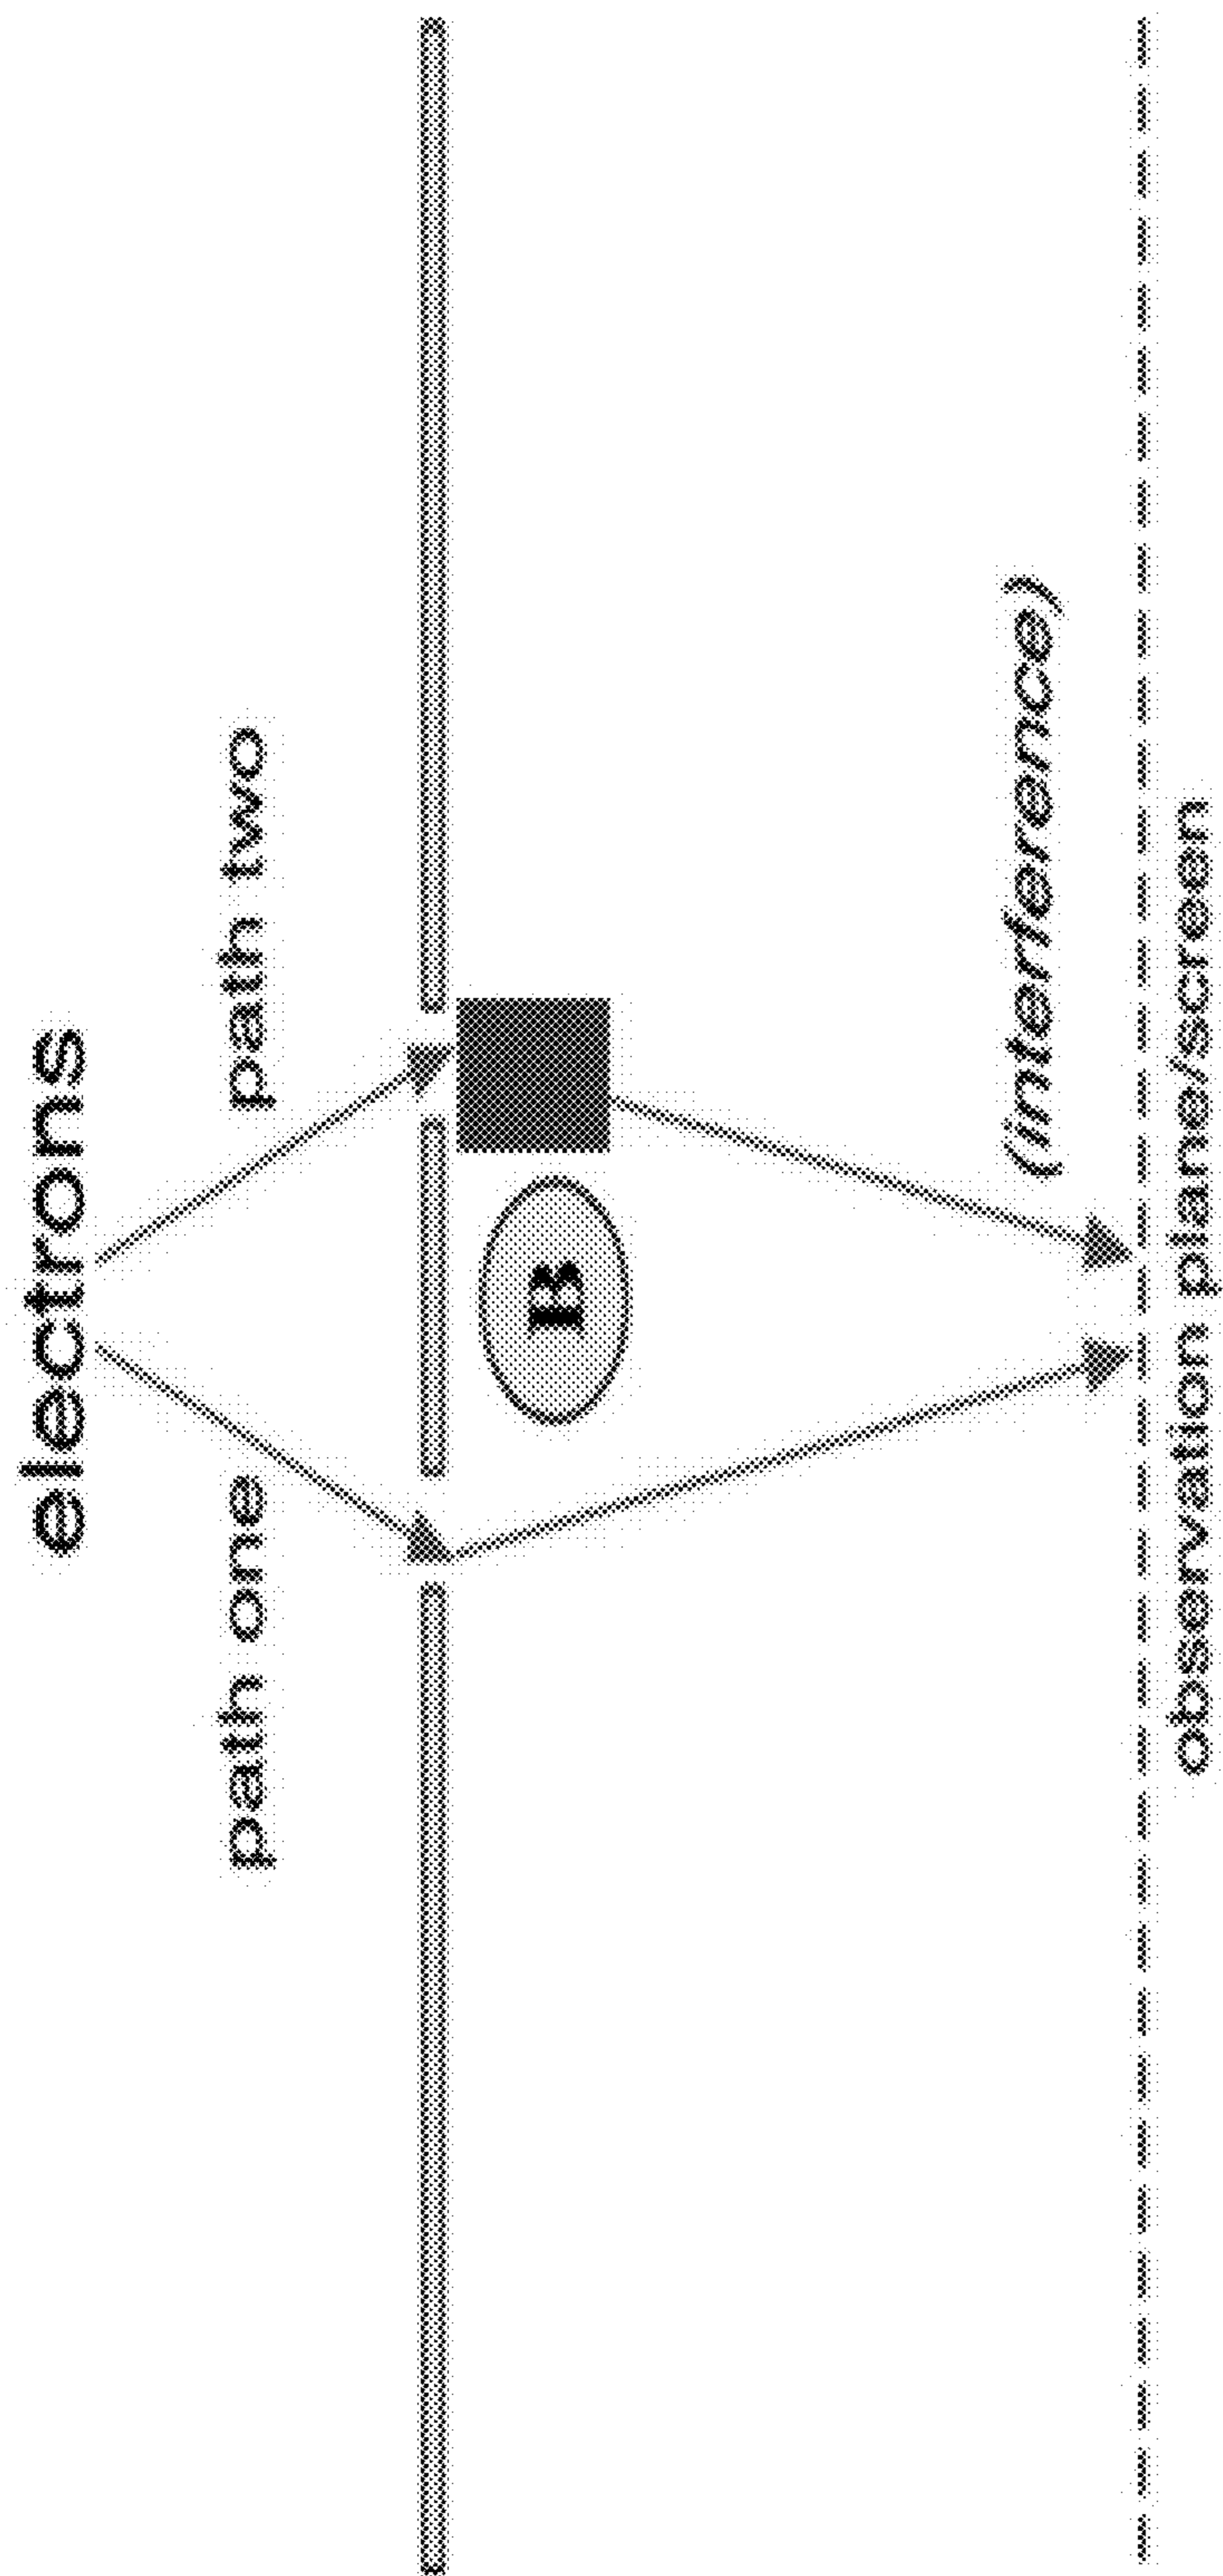 electrons
path one
path two
B
(interference)
observation plane/screen